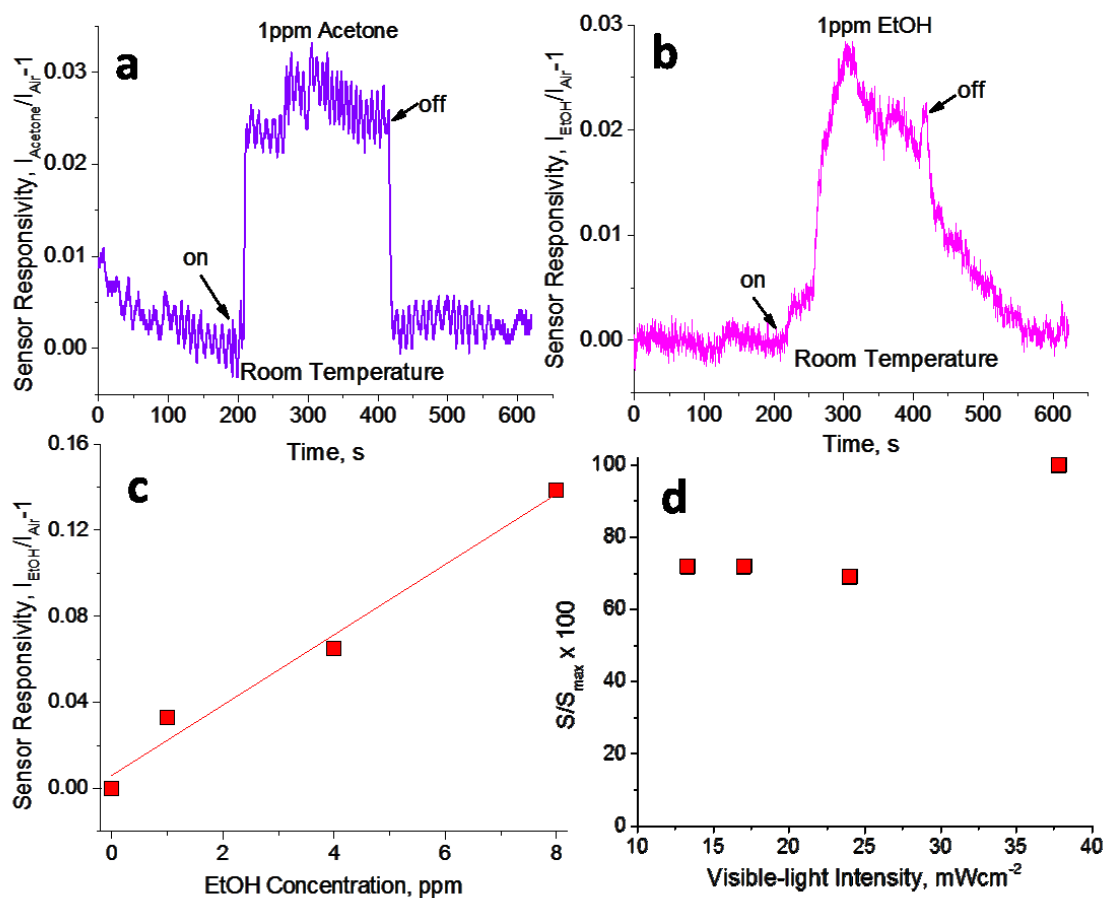 a
1ppm Acetone
off
on
Room Temperature
Sensor Responsivity, I_Acetone/I_Air-1
0.03
0.02
0.01
0.00
0 100 200 300 400 500 600
Time, s
b
1ppm EtOH
off
on
Room Temperature
Sensor Responsivity, I_EtOH/I_Air-1
0.03
0.02
0.01
0.00
0 100 200 300 400 500 600
Time, s
c
Sensor Responsivity, I_EtOH/I_Air-1
0.16
0.12
0.08
0.04
0.00
0 2 4 6 8
EtOH Concentration, ppm
d
S/S_max x 100
100
80
60
40
20
0
10 15 20 25 30 35 40
Visible-light Intensity, mWcm⁻²